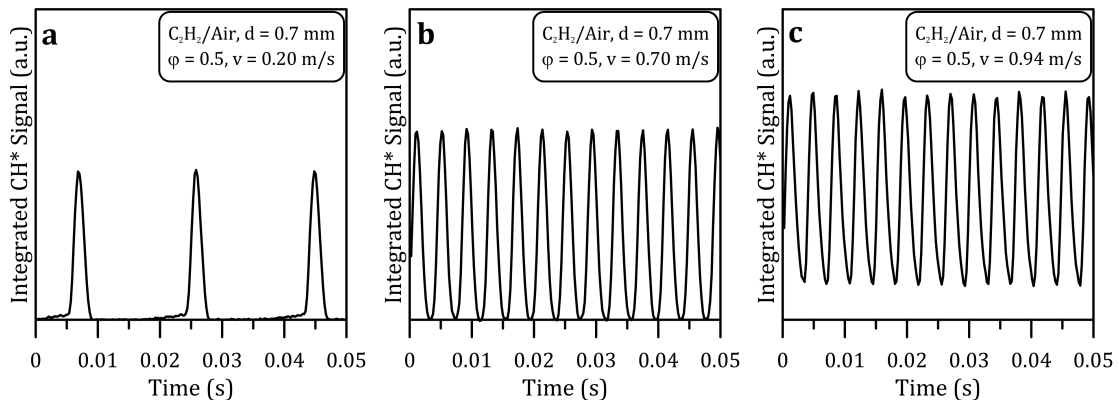 a
C₂H₂/Air, d = 0.7 mm
φ = 0.5, v = 0.20 m/s
Integrated CH* Signal (a.u.)
0 0.01 0.02 0.03 0.04 0.05
Time (s)
b
C₂H₂/Air, d = 0.7 mm
φ = 0.5, v = 0.70 m/s
Integrated CH* Signal (a.u.)
0 0.01 0.02 0.03 0.04 0.05
Time (s)
c
C₂H₂/Air, d = 0.7 mm
φ = 0.5, v = 0.94 m/s
Integrated CH* Signal (a.u.)
0 0.01 0.02 0.03 0.04 0.05
Time (s)